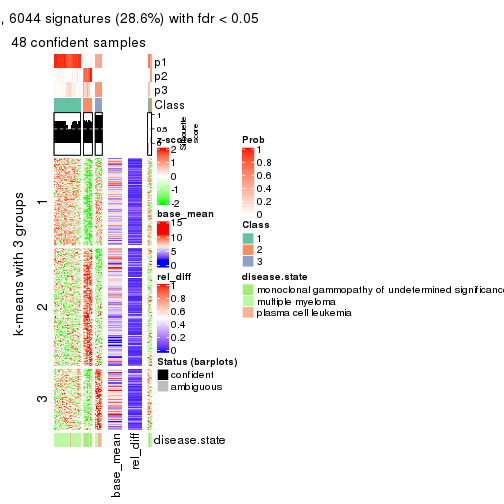 , 6044 signatures (28.6%) with fdr < 0.05
48 confident samples
p1
p2
p3
Class
1
0.5
0
Silhouette
score
k-means with 3 groups
1
2
3
base_mean
rel_diff
disease.state
z-score
2
1
0
-1
-2
base_mean
15
10
5
0
rel_diff
1
0.8
0.6
0.4
0.2
0
Status (barplots)
confident
ambiguous
Prob
1
0.8
0.6
0.4
0.2
0
Class
1
2
3
disease.state
monoclonal gammopathy of undetermined significance
multiple myeloma
plasma cell leukemia